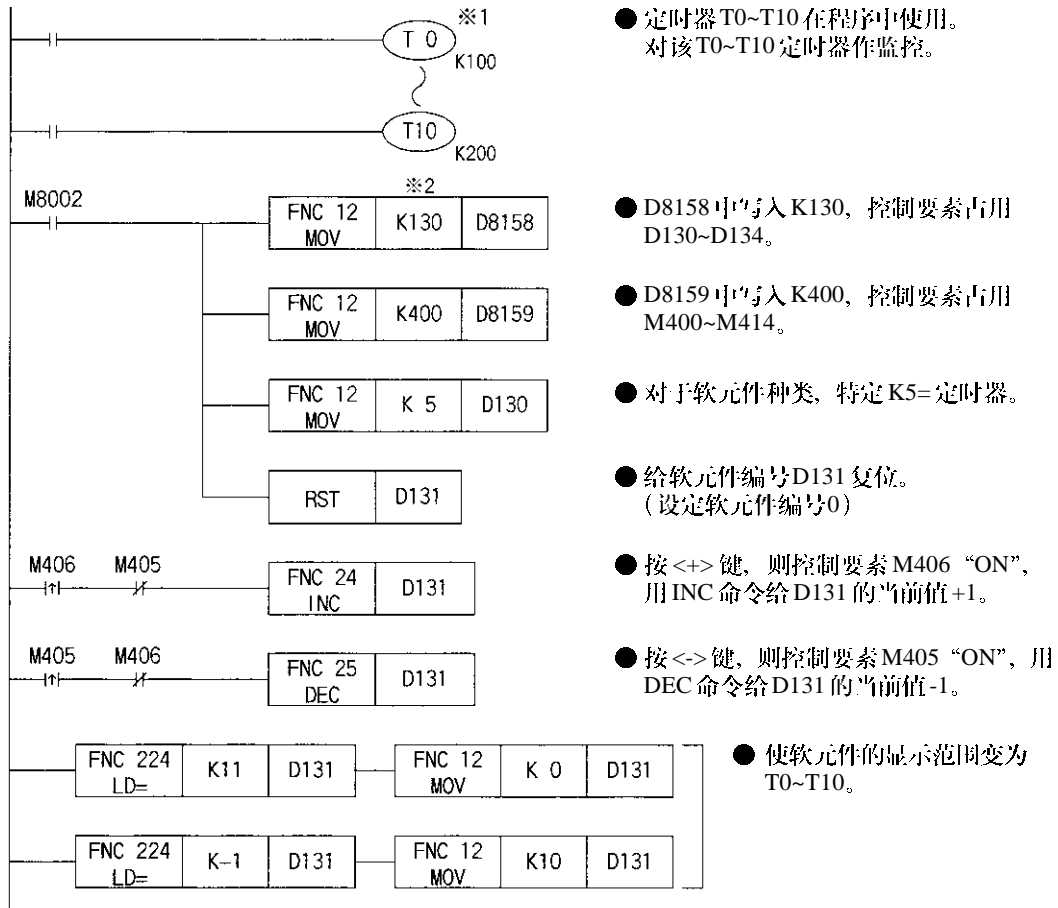 ※1
T 0
K100
● 定时器T0~T10在程序中使用。
对该T0~T10定时器作监控。
T10
K200
M8002
※2
FNC 12
MOV
K130
D8158
● D8158中写入K130，控制要素占用
D130~D134。
FNC 12
MOV
K400
D8159
● D8159中写入K400，控制要素占用
M400~M414。
FNC 12
MOV
K 5
D130
● 对于软元件种类，特定K5=定时器。
RST
D131
● 给软元件编号D131复位。
(设定软元件编号0)
M406
M405
FNC 24
INC
D131
● 按<+>键，则控制要素M406“ON”，
用INC命令给D131的当前值+1。
M405
M406
FNC 25
DEC
D131
● 按<->键，则控制要素M405“ON”，用
DEC命令给D131的当前值-1。
FNC 224
LD=
K11
D131
FNC 12
MOV
K 0
D131
● 使软元件的显示范围变为
T0~T10。
FNC 224
LD=
K-1
D131
FNC 12
MOV
K10
D131